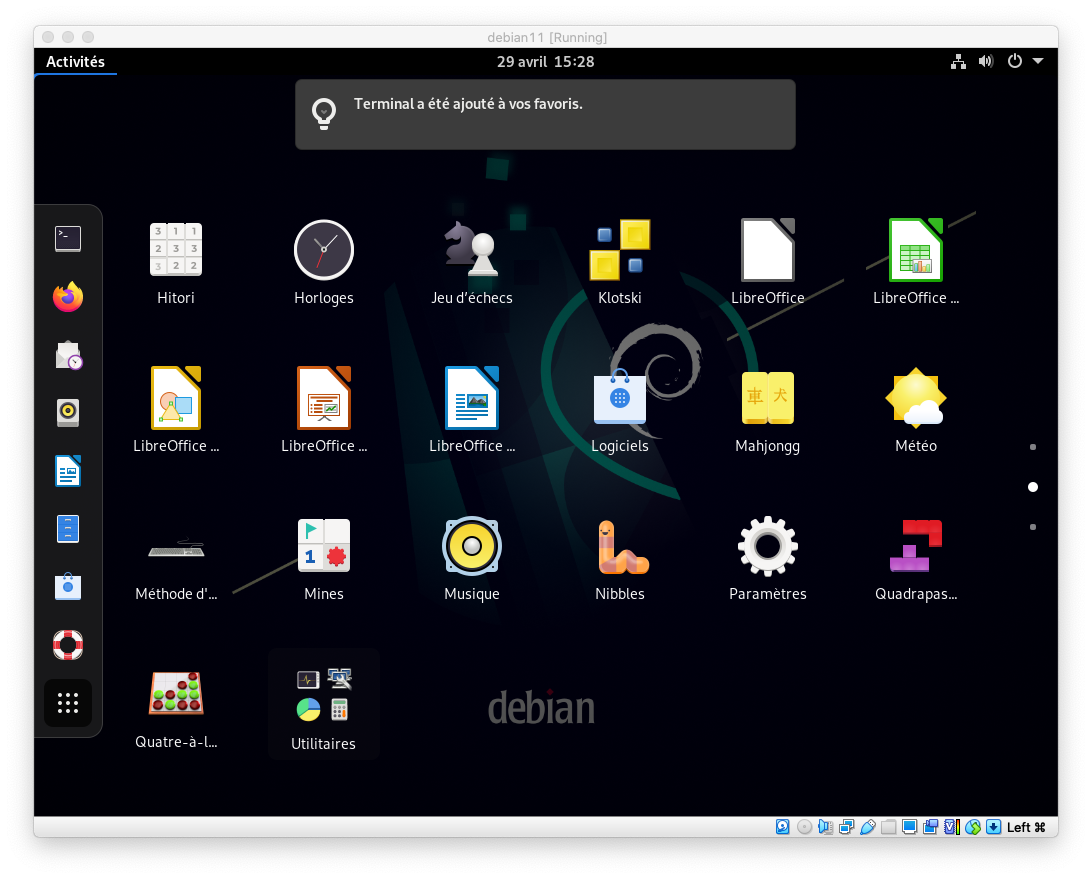 debian11 [Running]
Activités
29 avril 15:28
Terminal a été ajouté à vos favoris.
Hitori
Horloges
Jeu d’échecs
Klotski
LibreOffice
LibreOffice ...
LibreOffice ...
LibreOffice ...
LibreOffice ...
Logiciels
Mahjongg
Météo
Méthode d'...
Mines
Musique
Nibbles
Paramètres
Quadrapas...
Quatre-à-l...
Utilitaires
debian
Left ⌘